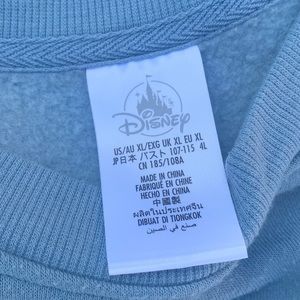 Disney
US/AU XL/EXG UK XL EU XL
JP日本 バスト 107-115 4L
CN 185/108A
MADE IN CHINA
FABRIQUÉ EN CHINE
HECHO EN CHINA
中國製
ผลิตในประเทศจีน
DIBUAT DI TIONGKOK
صنع في الصين